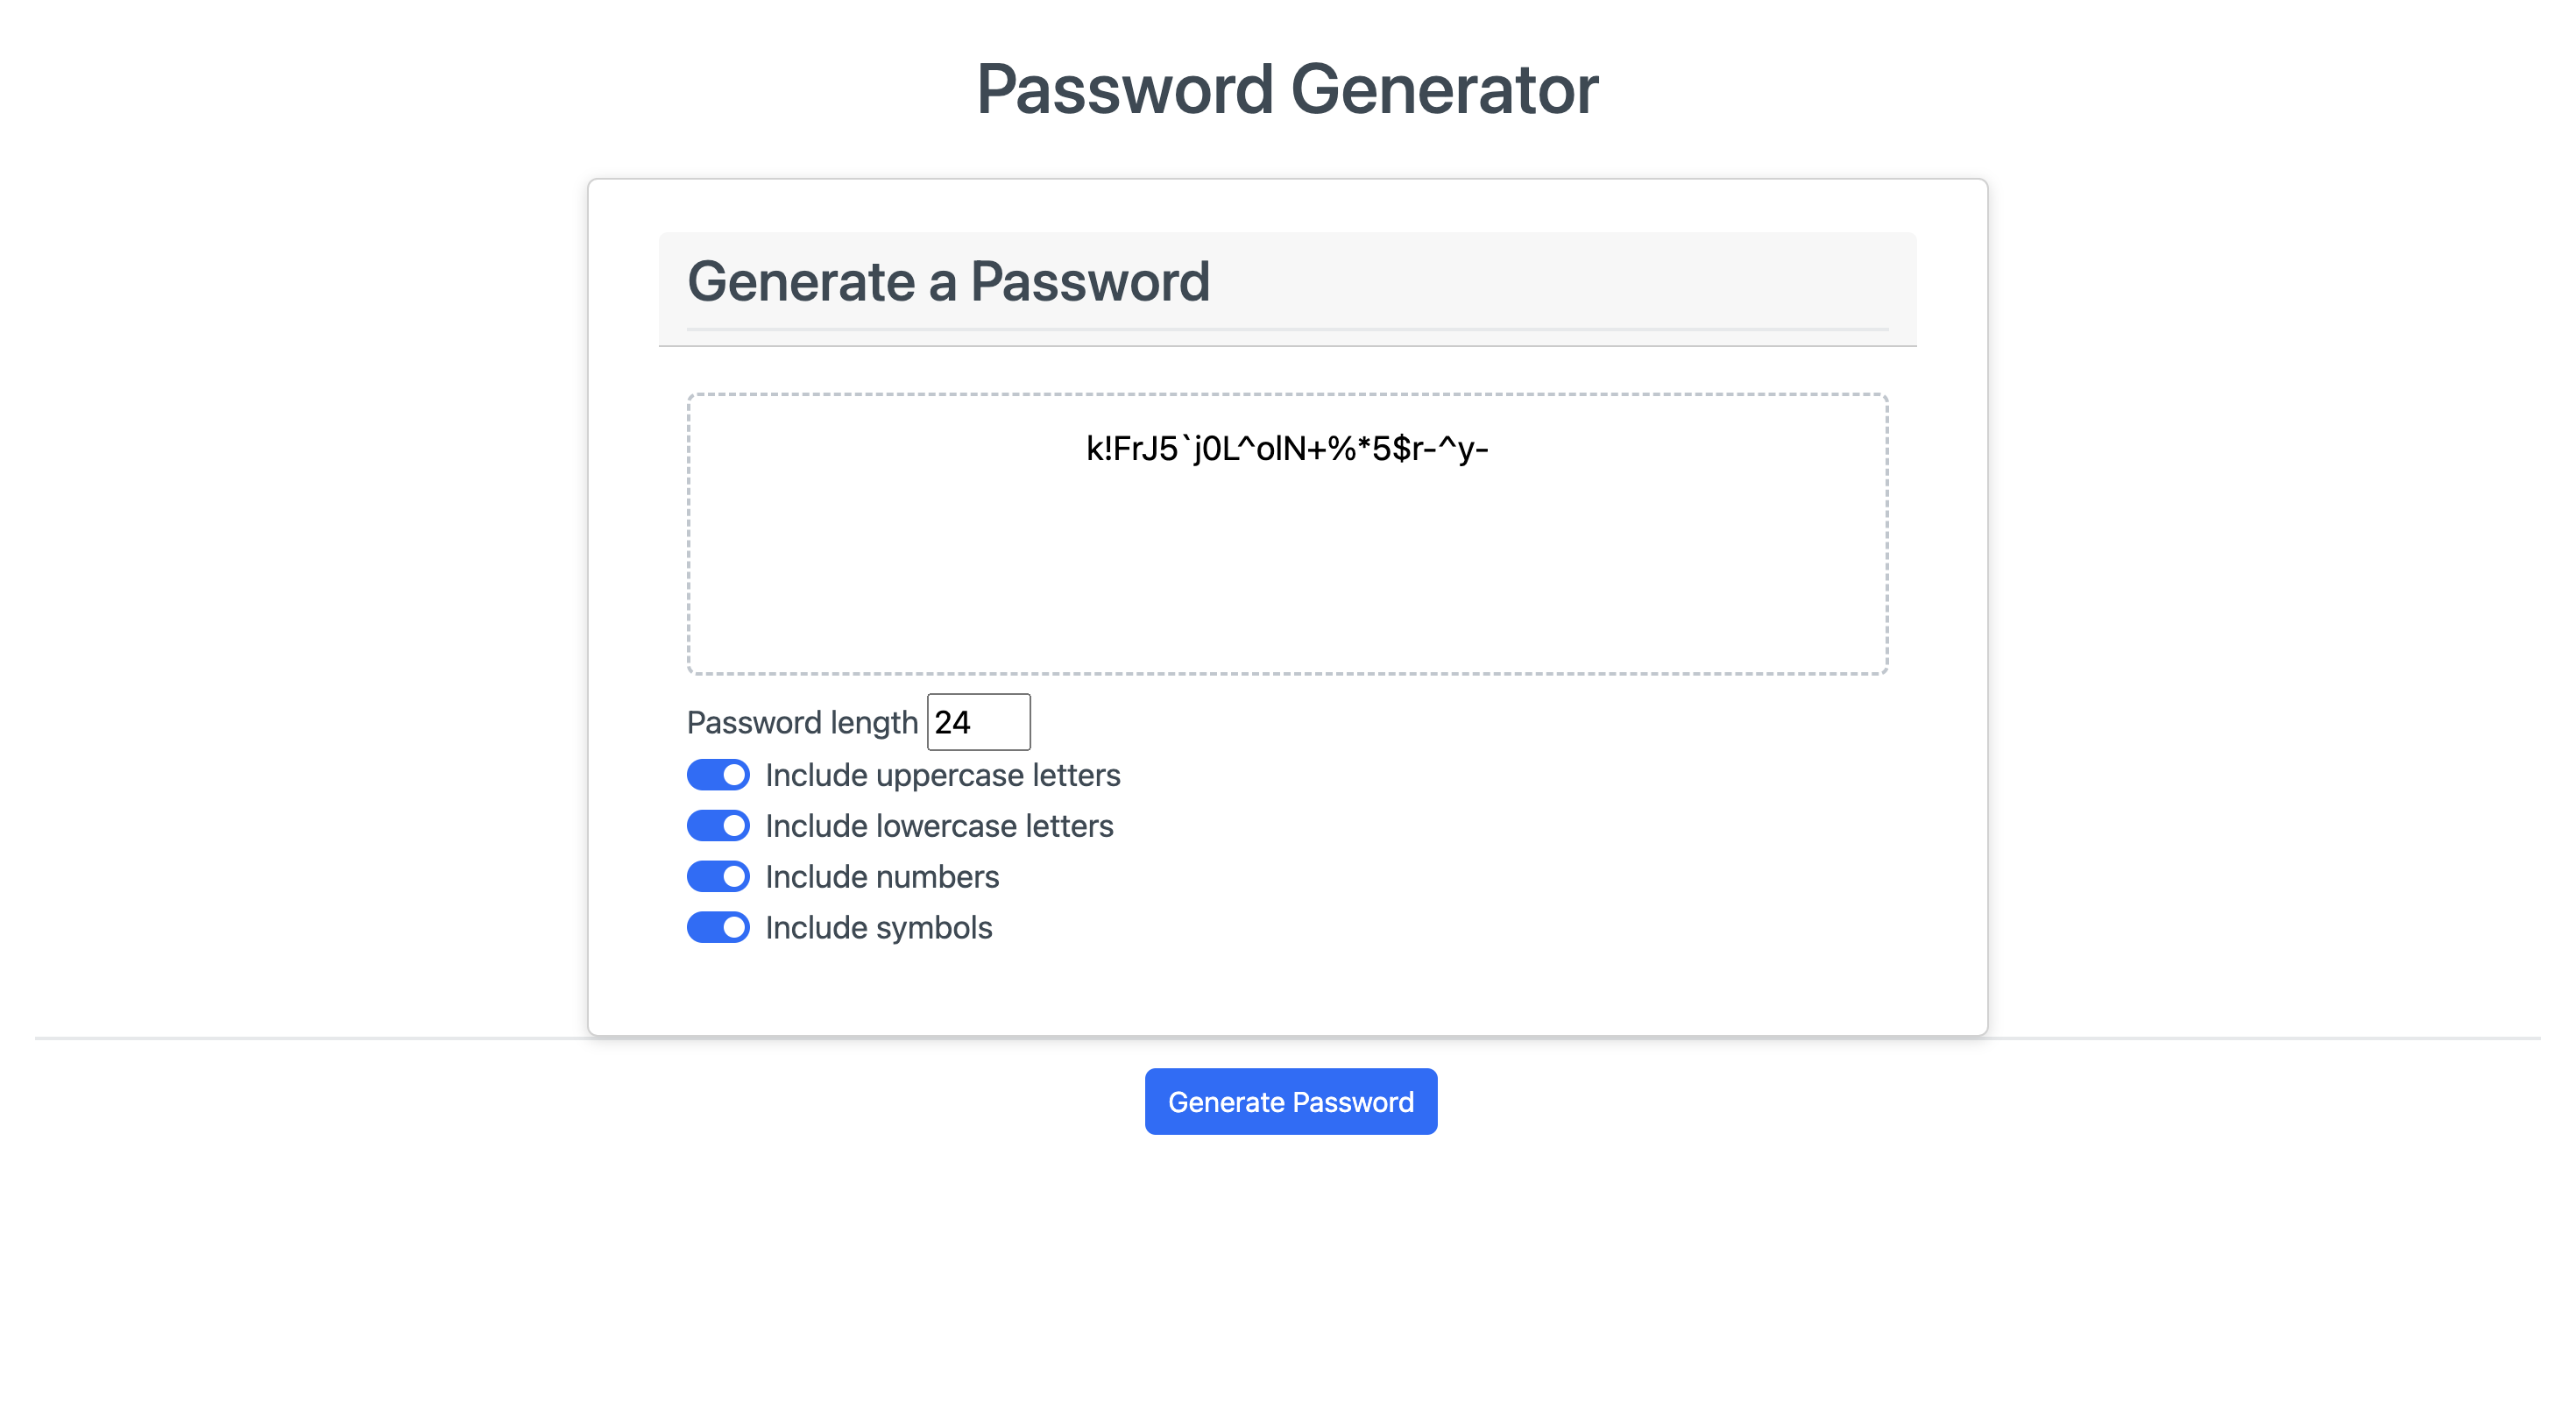 Password Generator
Generate a Password
k!FrJ5`j0L^olN+%*5$r-^y-
Password length 24
Include uppercase letters
Include lowercase letters
Include numbers
Include symbols
Generate Password